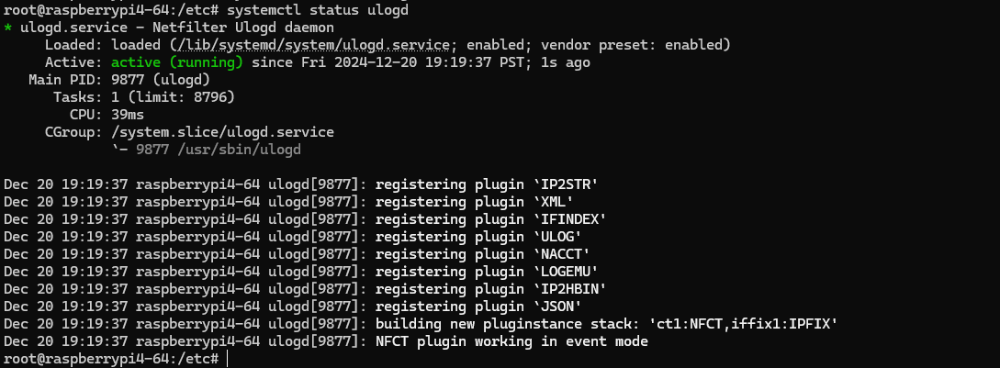 root@raspberrypi4-64:/etc# systemctl status ulogd
* ulogd.service - Netfilter Ulogd daemon
Loaded: loaded (/lib/systemd/system/ulogd.service; enabled; vendor preset: enabled)
Active: active (running) since Fri 2024-12-20 19:19:37 PST; 1s ago
Main PID: 9877 (ulogd)
Tasks: 1 (limit: 8796)
CPU: 39ms
CGroup: /system.slice/ulogd.service
`- 9877 /usr/sbin/ulogd
Dec 20 19:19:37 raspberrypi4-64 ulogd[9877]: registering plugin `IP2STR'
Dec 20 19:19:37 raspberrypi4-64 ulogd[9877]: registering plugin `XML'
Dec 20 19:19:37 raspberrypi4-64 ulogd[9877]: registering plugin `IFINDEX'
Dec 20 19:19:37 raspberrypi4-64 ulogd[9877]: registering plugin `ULOG'
Dec 20 19:19:37 raspberrypi4-64 ulogd[9877]: registering plugin `NACCT'
Dec 20 19:19:37 raspberrypi4-64 ulogd[9877]: registering plugin `LOGEMU'
Dec 20 19:19:37 raspberrypi4-64 ulogd[9877]: registering plugin `IP2HBIN'
Dec 20 19:19:37 raspberrypi4-64 ulogd[9877]: registering plugin `JSON'
Dec 20 19:19:37 raspberrypi4-64 ulogd[9877]: building new pluginstance stack: 'ct1:NFCT,iffix1:IPFIX'
Dec 20 19:19:37 raspberrypi4-64 ulogd[9877]: NFCT plugin working in event mode
root@raspberrypi4-64:/etc#